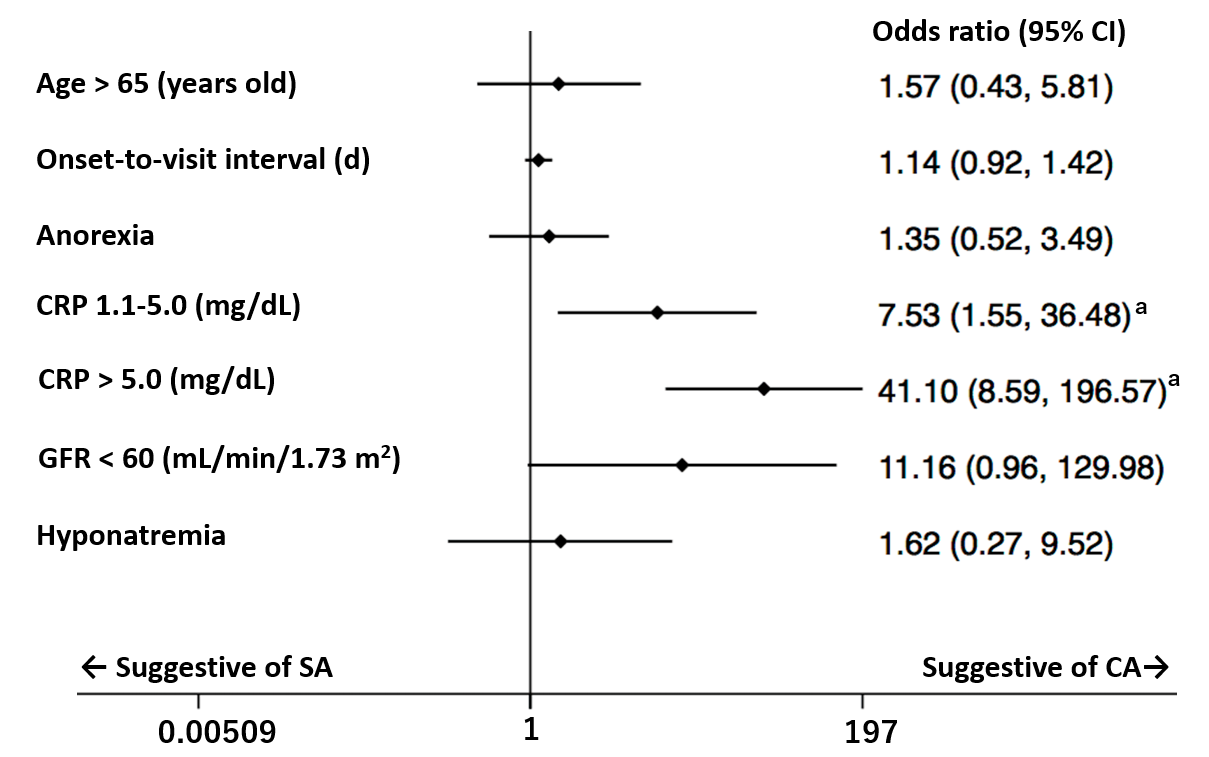 Odds ratio (95% CI)
Age > 65 (years old) 1.57 (0.43, 5.81)
Onset-to-visit interval (d) 1.14 (0.92, 1.42)
Anorexia 1.35 (0.52, 3.49)
CRP 1.1-5.0 (mg/dL) 7.53 (1.55, 36.48)ᵃ
CRP > 5.0 (mg/dL) 41.10 (8.59, 196.57)ᵃ
GFR < 60 (mL/min/1.73 m²) 11.16 (0.96, 129.98)
Hyponatremia 1.62 (0.27, 9.52)
← Suggestive of SA Suggestive of CA→
0.00509 1 197